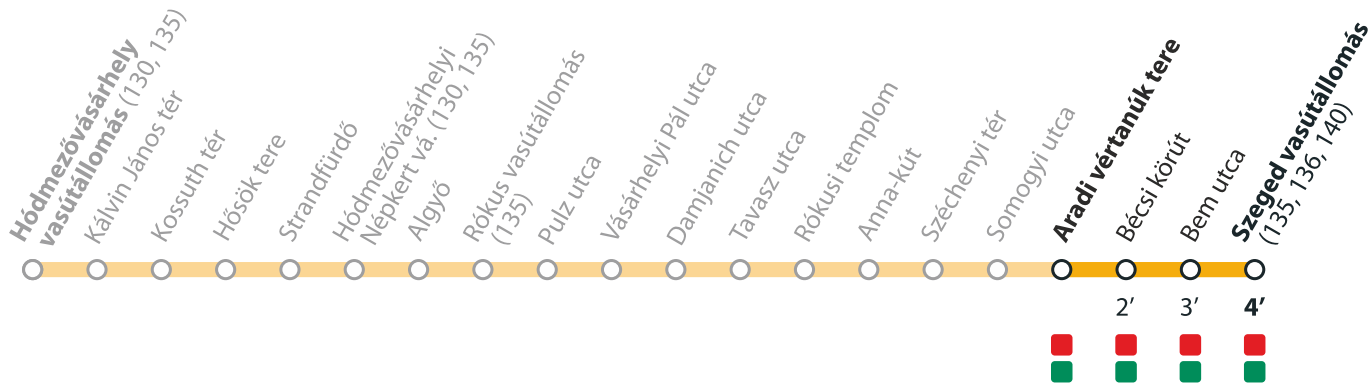 Hódmezővásárhely
vasútállomás (130, 135)
Kálvin János tér
Kossuth tér
Hősök tere
Strandfürdő
Hódmezővásárhelyi
Népkert vá. (130, 135)
Algyő
Rókus vasútállomás
(135)
Pulz utca
Vásárhelyi Pál utca
Damjanich utca
Tavasz utca
Rókusi templom
Anna-kút
Széchenyi tér
Somogyi utca
Aradi vértanúk tere
Bécsi körút
Bem utca
Szeged vasútállomás
(135, 136, 140)
2’
3’
4’